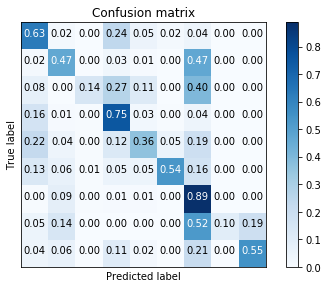 Confusion matrix
0.63 0.02 0.00 0.24 0.05 0.02 0.04 0.00 0.00
0.02 0.47 0.00 0.03 0.01 0.00 0.47 0.00 0.00
0.08 0.00 0.14 0.27 0.11 0.00 0.40 0.00 0.00
0.16 0.01 0.00 0.75 0.03 0.00 0.04 0.00 0.00
0.22 0.04 0.00 0.12 0.36 0.05 0.19 0.00 0.00
0.13 0.06 0.01 0.05 0.05 0.54 0.16 0.00 0.00
0.00 0.09 0.00 0.01 0.01 0.00 0.89 0.00 0.00
0.05 0.14 0.00 0.00 0.00 0.00 0.52 0.10 0.19
0.04 0.06 0.00 0.11 0.02 0.00 0.21 0.00 0.55
True label
Predicted label
0.8
0.7
0.6
0.5
0.4
0.3
0.2
0.1
0.0